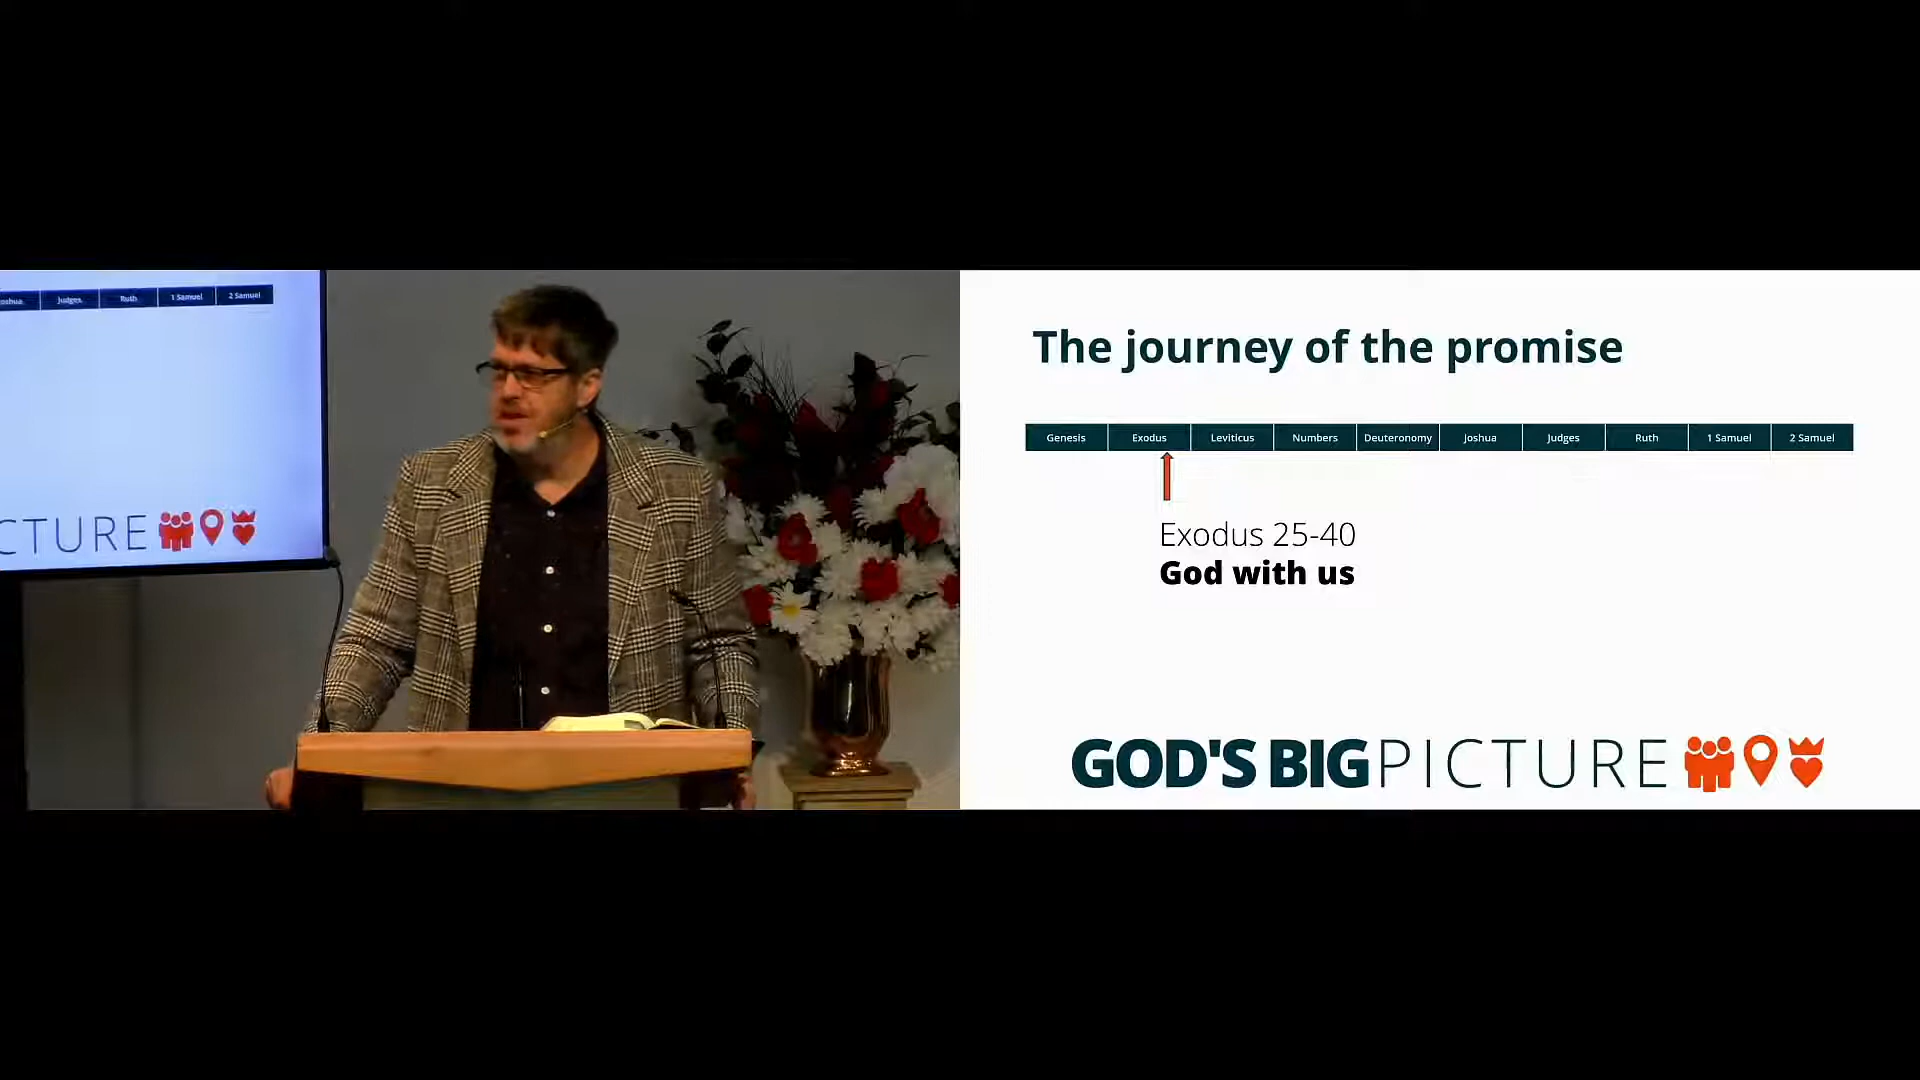 oshua Judges Ruth 1 Samuel 2 Samuel
CTURE
The journey of the promise
Genesis Exodus Leviticus Numbers Deuteronomy Joshua Judges Ruth 1 Samuel 2 Samuel
Exodus 25-40
God with us
GOD'S BIG PICTURE